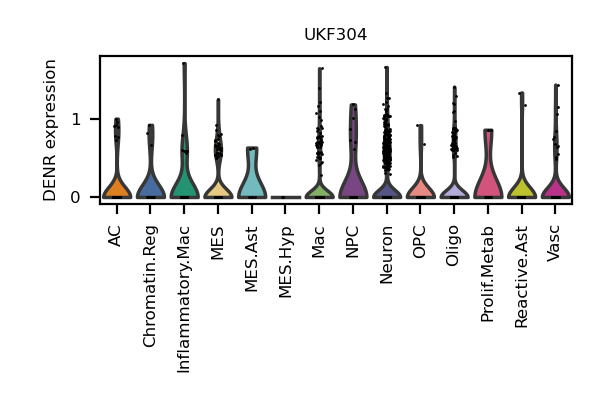 UKF304
DENR expression
1
0
AC
Chromatin.Reg
Inflammatory.Mac
MES
MES.Ast
MES.Hyp
Mac
NPC
Neuron
OPC
Oligo
Prolif.Metab
Reactive.Ast
Vasc